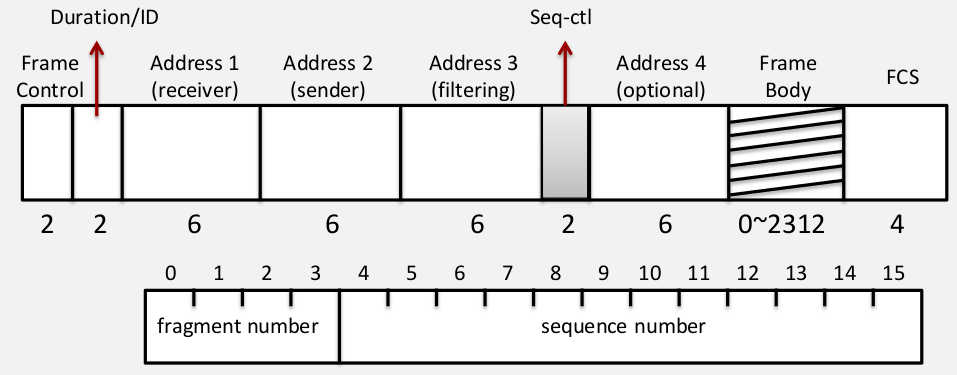 Duration/ID Seq-ctl
Frame Control Address 1 (receiver) Address 2 (sender) Address 3 (filtering) Address 4 (optional) Frame Body FCS
2 2 6 6 6 2 6 0~2312 4
0 1 2 3 4 5 6 7 8 9 10 11 12 13 14 15
fragment number sequence number